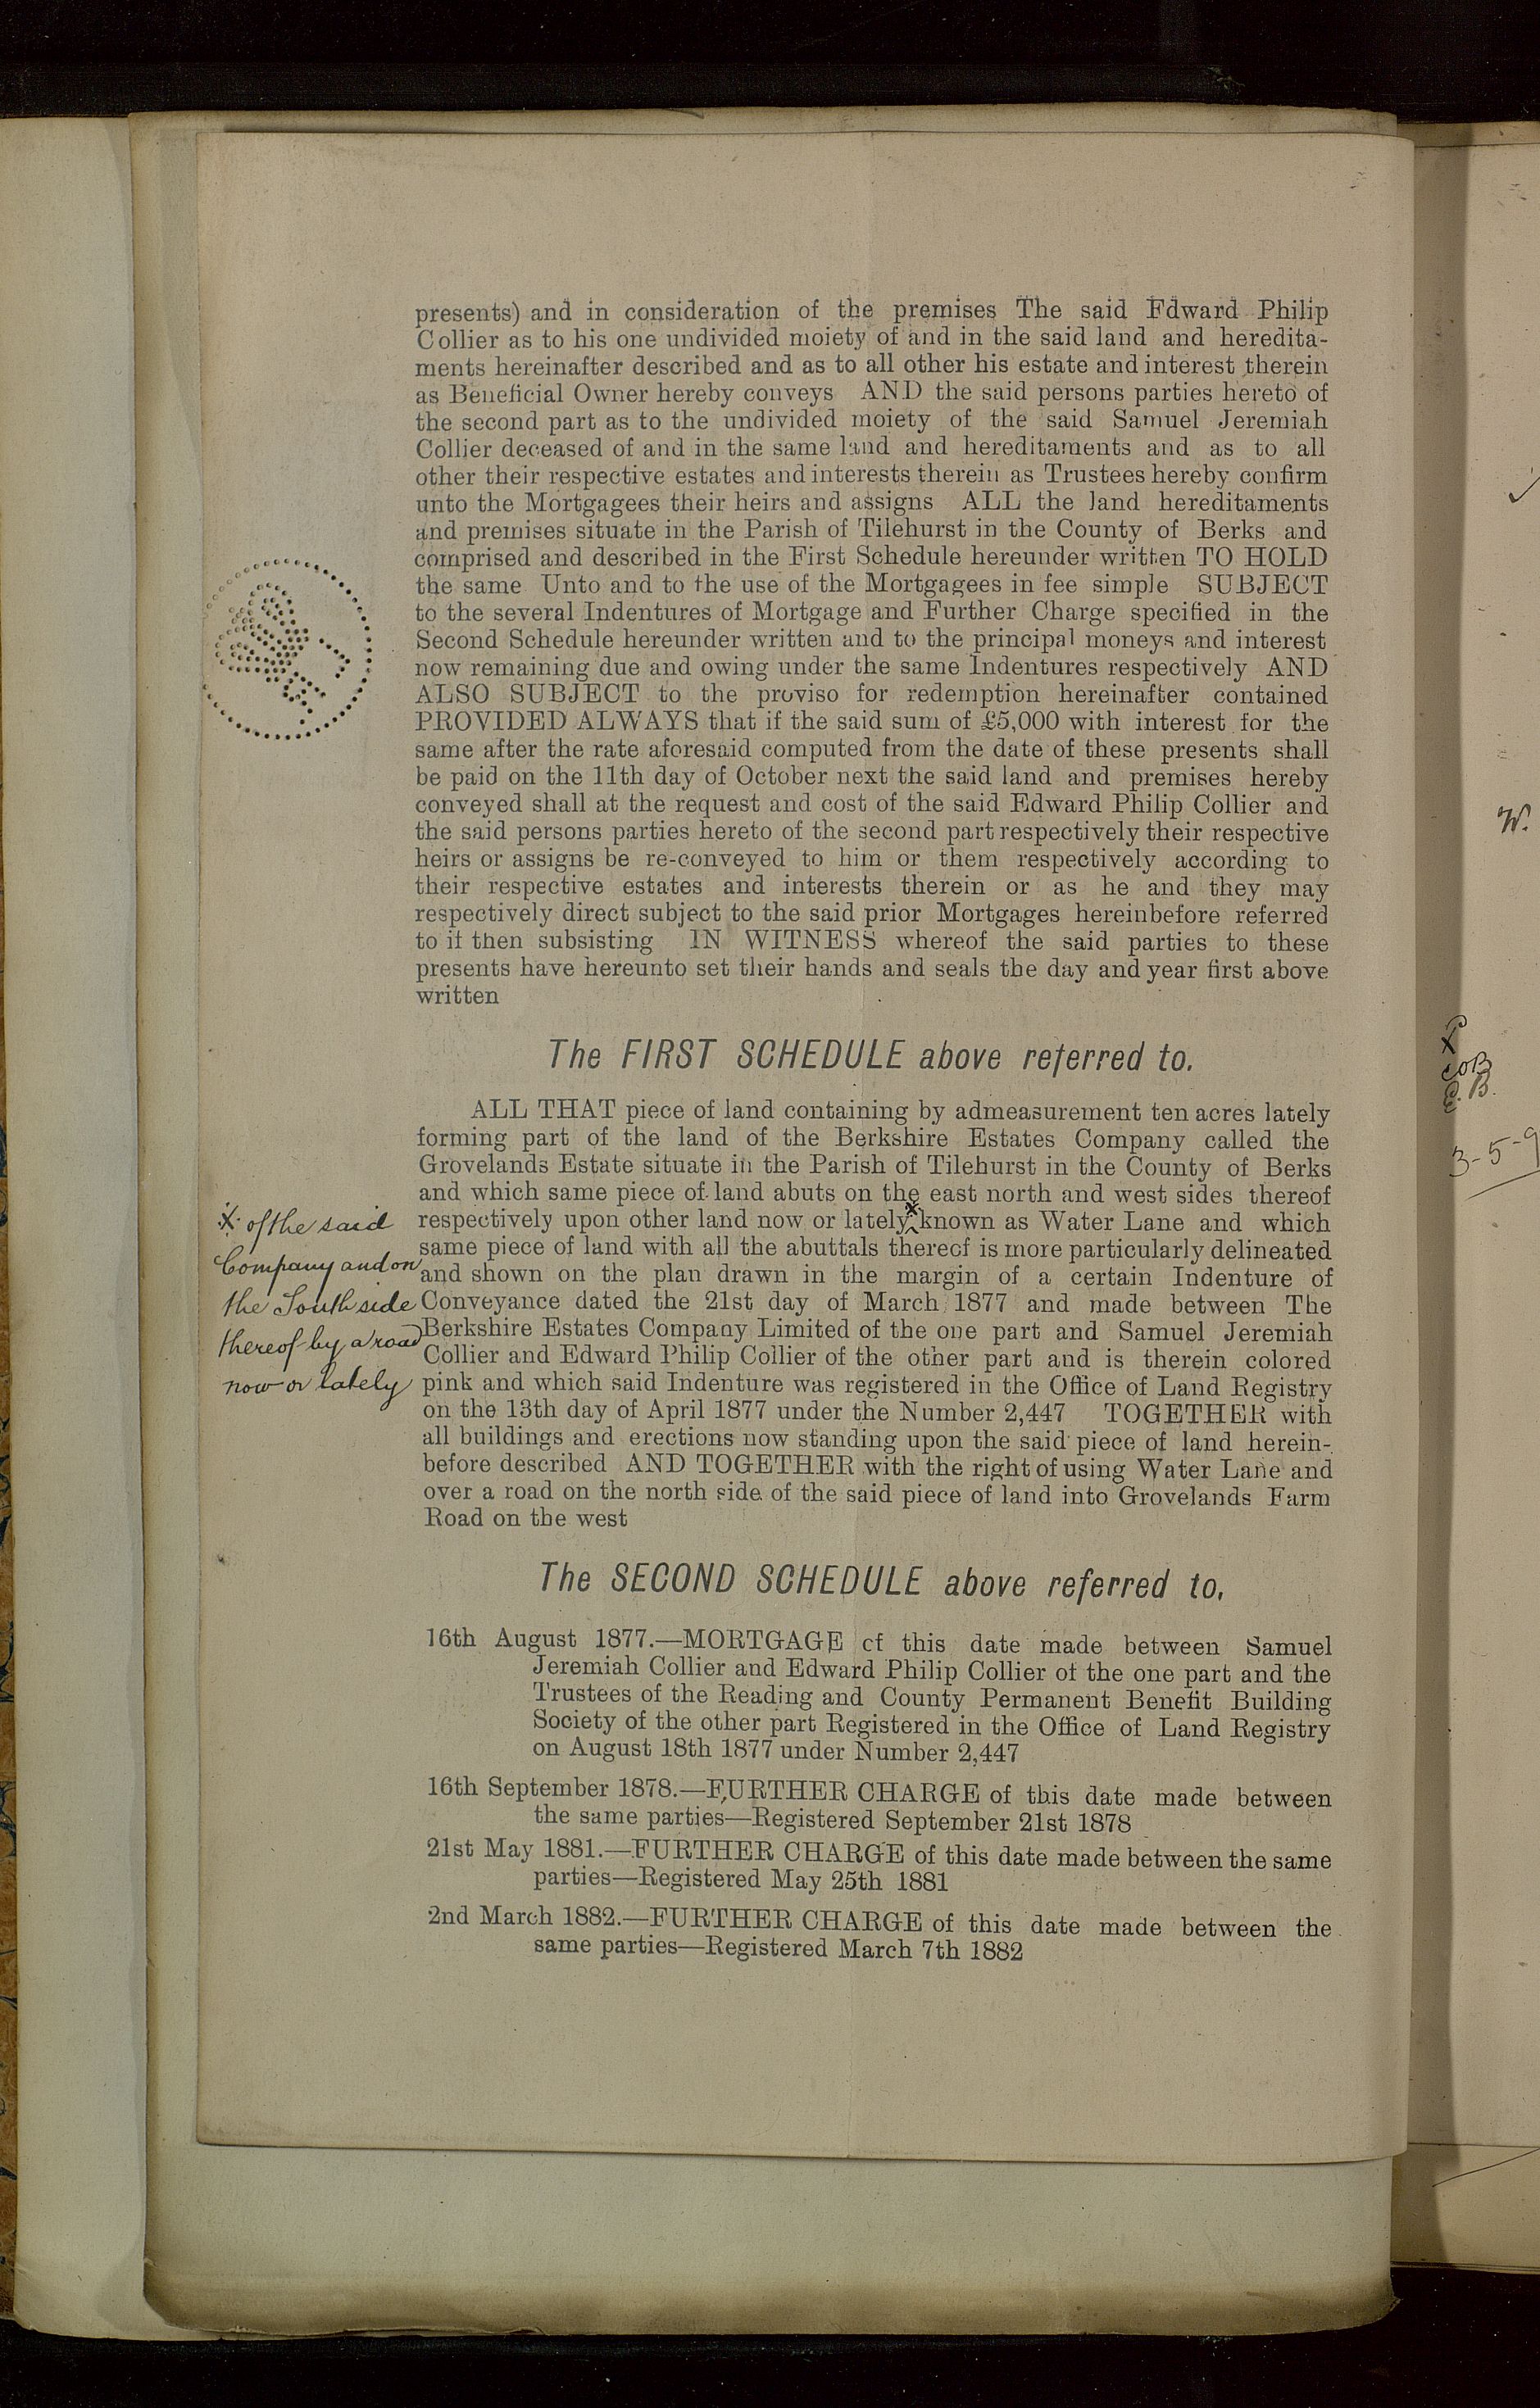 presents) and in consideration of the premises The said Edward Philip
Collier as to his one undivided moiety of and in the said land and heredita-
ments hereinafter described and as to all other his estate and interest therein
as Beneficial Owner hereby conveys AND the said persons parties hereto of
the second part as to the undivided moiety of the said Samuel Jeremiah
Collier deceased of and in the same land and hereditaments and as to all
other their respective estates and interests therein as Trustees hereby confirm
unto the Mortgagees their heirs and assigns ALL the land hereditaments
and premises situate in the Parish of Tilehurst in the County of Berks and
comprised and described in the First Schedule hereunder written TO HOLD
the same Unto and to the use of the Mortgagees in fee simple SUBJECT
to the several Indentures of Mortgage and Further Charge specified in the
Second Schedule hereunder written and to the principal moneys and interest
now remaining due and owing under the same Indentures respectively AND
ALSO SUBJECT to the proviso for redemption hereinafter contained
PROVIDED ALWAYS that if the said sum of £5,000 with interest for the
same after the rate aforesaid computed from the date of these presents shall
be paid on the 11th day of October next the said land and premises hereby
conveyed shall at the request and cost of the said Edward Philip Collier and
the said persons parties hereto of the second part respectively their respective
heirs or assigns be re-conveyed to him or them respectively according to
their respective estates and interests therein or as he and they may
respectively direct subject to the said prior Mortgages hereinbefore referred
to if then subsisting IN WITNESS whereof the said parties to these
presents have hereunto set their hands and seals the day and year first above
written
The FIRST SCHEDULE above referred to.
ALL THAT piece of land containing by admeasurement ten acres lately
forming part of the land of the Berkshire Estates Company called the
Grovelands Estate situate in the Parish of Tilehurst in the County of Berks
and which same piece of land abuts on the east north and west sides thereof
respectively upon other land now or lately x known as Water Lane and which
same piece of land with all the abuttals thereof is more particularly delineated
and shown on the plan drawn in the margin of a certain Indenture of
Conveyance dated the 21st day of March 1877 and made between The
Berkshire Estates Company Limited of the one part and Samuel Jeremiah
Collier and Edward Philip Collier of the other part and is therein colored
pink and which said Indenture was registered in the Office of Land Registry
on the 13th day of April 1877 under the Number 2,447 TOGETHER with
all buildings and erections now standing upon the said piece of land herein-
before described AND TOGETHER with the right of using Water Lane and
over a road on the north side of the said piece of land into Grovelands Farm
Road on the west
x of the said
Company and on
the South side
thereof by a road
now or lately
The SECOND SCHEDULE above referred to.
16th August 1877.—MORTGAGE of this date made between Samuel
Jeremiah Collier and Edward Philip Collier of the one part and the
Trustees of the Reading and County Permanent Benefit Building
Society of the other part Registered in the Office of Land Registry
on August 18th 1877 under Number 2,447
16th September 1878.—FURTHER CHARGE of this date made between
the same parties—Registered September 21st 1878
21st May 1881.—FURTHER CHARGE of this date made between the same
parties—Registered May 25th 1881
2nd March 1882.—FURTHER CHARGE of this date made between the
same parties—Registered March 7th 1882
W.
3-5-9